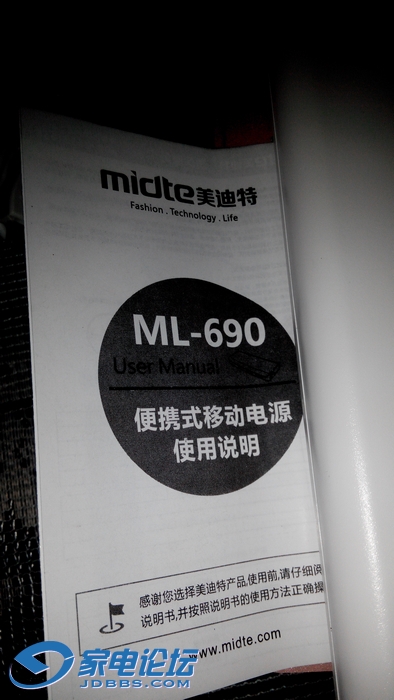 midte美迪特
Fashion . Technology . Life
ML-690
User Manual
便携式移动电源
使用说明
感谢您选择美迪特产品,使用前,请仔细阅
说明书,并按照说明书的使用方法正确操
www.midte.com
家电论坛
JDBBS.COM